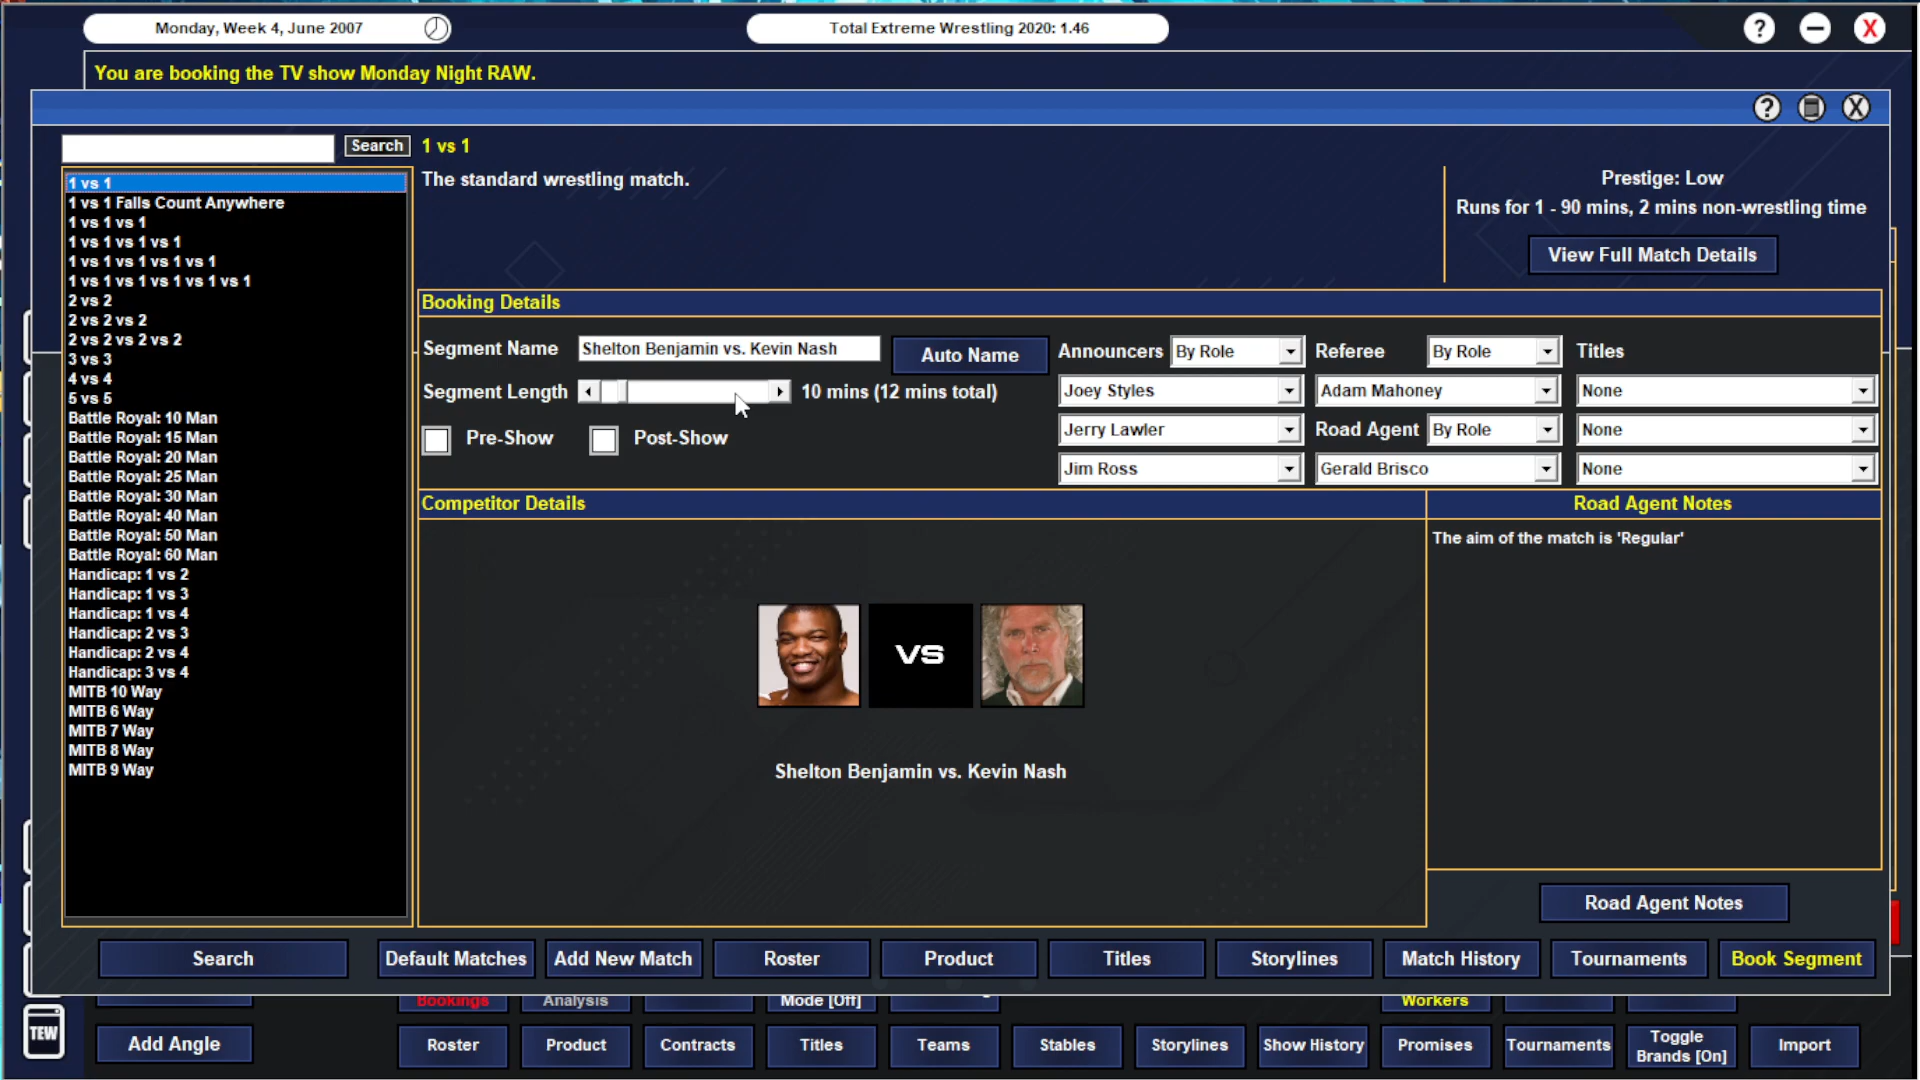 Monday, Week 4, June 2007
Total Extreme Wrestling 2020: 1.46
? − X
You are booking the TV show Monday Night RAW.
? X
Search
1 vs 1
The standard wrestling match.
Prestige: Low
Runs for 1 - 90 mins, 2 mins non-wrestling time
View Full Match Details
1 vs 1
1 vs 1 Falls Count Anywhere
1 vs 1 vs 1
1 vs 1 vs 1 vs 1
1 vs 1 vs 1 vs 1 vs 1
1 vs 1 vs 1 vs 1 vs 1 vs 1
2 vs 2
2 vs 2 vs 2
2 vs 2 vs 2 vs 2
3 vs 3
4 vs 4
5 vs 5
Battle Royal: 10 Man
Battle Royal: 15 Man
Battle Royal: 20 Man
Battle Royal: 25 Man
Battle Royal: 30 Man
Battle Royal: 40 Man
Battle Royal: 50 Man
Battle Royal: 60 Man
Handicap: 1 vs 2
Handicap: 1 vs 3
Handicap: 1 vs 4
Handicap: 2 vs 3
Handicap: 2 vs 4
Handicap: 3 vs 4
MITB 10 Way
MITB 6 Way
MITB 7 Way
MITB 8 Way
MITB 9 Way
Booking Details
Segment Name Shelton Benjamin vs. Kevin Nash Auto Name
Announcers By Role Referee By Role Titles
Segment Length 10 mins (12 mins total)
Joey Styles Adam Mahoney None
Pre-Show Post-Show
Jerry Lawler Road Agent By Role None
Jim Ross Gerald Brisco None
Competitor Details
Road Agent Notes
The aim of the match is 'Regular'
VS
Shelton Benjamin vs. Kevin Nash
Road Agent Notes
Search Default Matches Add New Match Roster Product Titles Storylines Match History Tournaments Book Segment
Bookings Analysis Mode [Off] Workers
TEW
Add Angle Roster Product Contracts Titles Teams Stables Storylines Show History Promises Tournaments Toggle Brands [On] Import